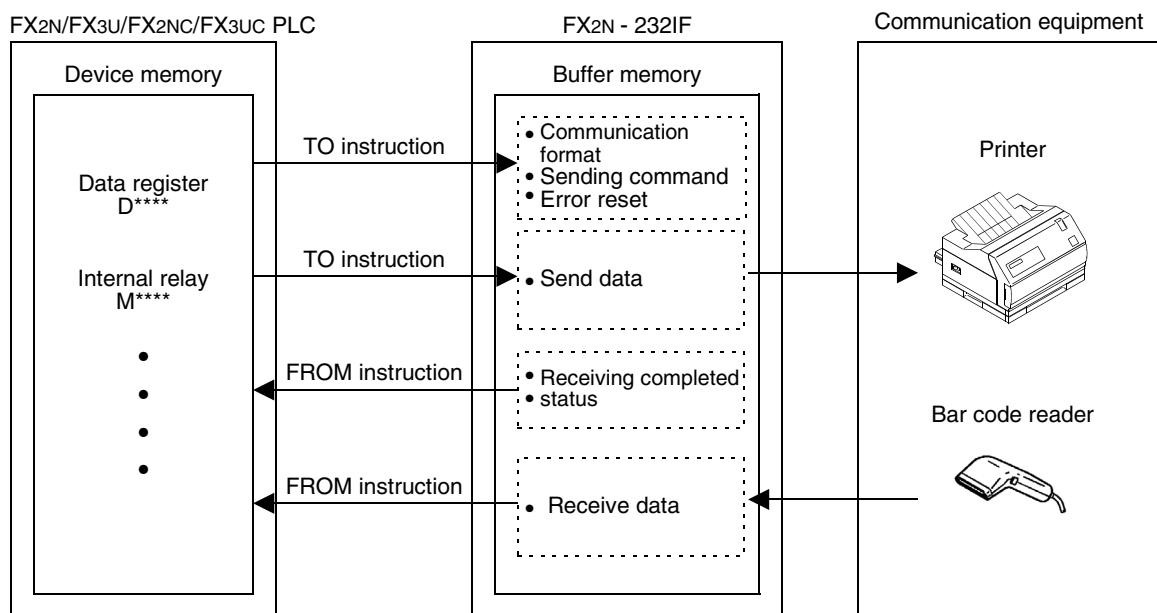 FX2N/FX3U/FX2NC/FX3UC PLC
Device memory
Data register
D****
Internal relay
M****
TO instruction
TO instruction
FROM instruction
FROM instruction
FX2N - 232IF
Buffer memory
• Communication
format
• Sending command
• Error reset
• Send data
• Receiving completed
• status
• Receive data
Communication equipment
Printer
Bar code reader